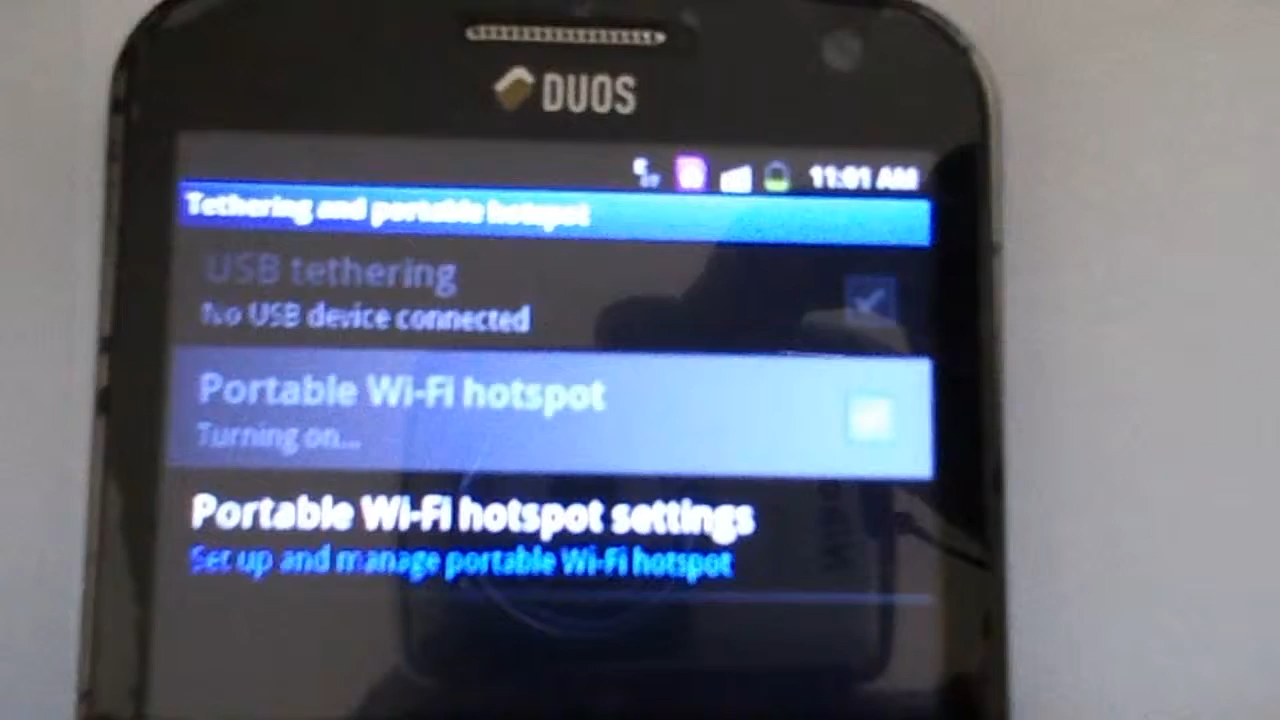 DUOS
11:01 AM
Tethering and portable hotspot
USB tethering
No USB device connected
Portable Wi-Fi hotspot
Turning on...
Portable Wi-Fi hotspot settings
Set up and manage portable Wi-Fi hotspot